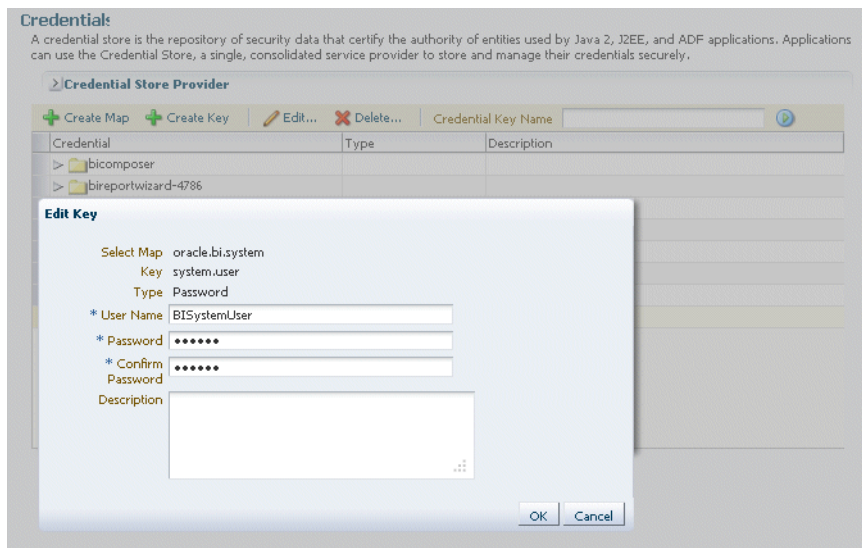 Credentials
A credential store is the repository of security data that certify the authority of entities used by Java 2, J2EE, and ADF applications. Applications
can use the Credential Store, a single, consolidated service provider to store and manage their credentials securely.
Credential Store Provider
Create Map Create Key Edit... Delete... Credential Key Name
Credential Type Description
bicomposer
bireportwizard-4786
Edit Key
Select Map oracle.bi.system
Key system.user
Type Password
* User Name BISystemUser
* Password ••••••
* Confirm
Password ••••••
Description
OK Cancel